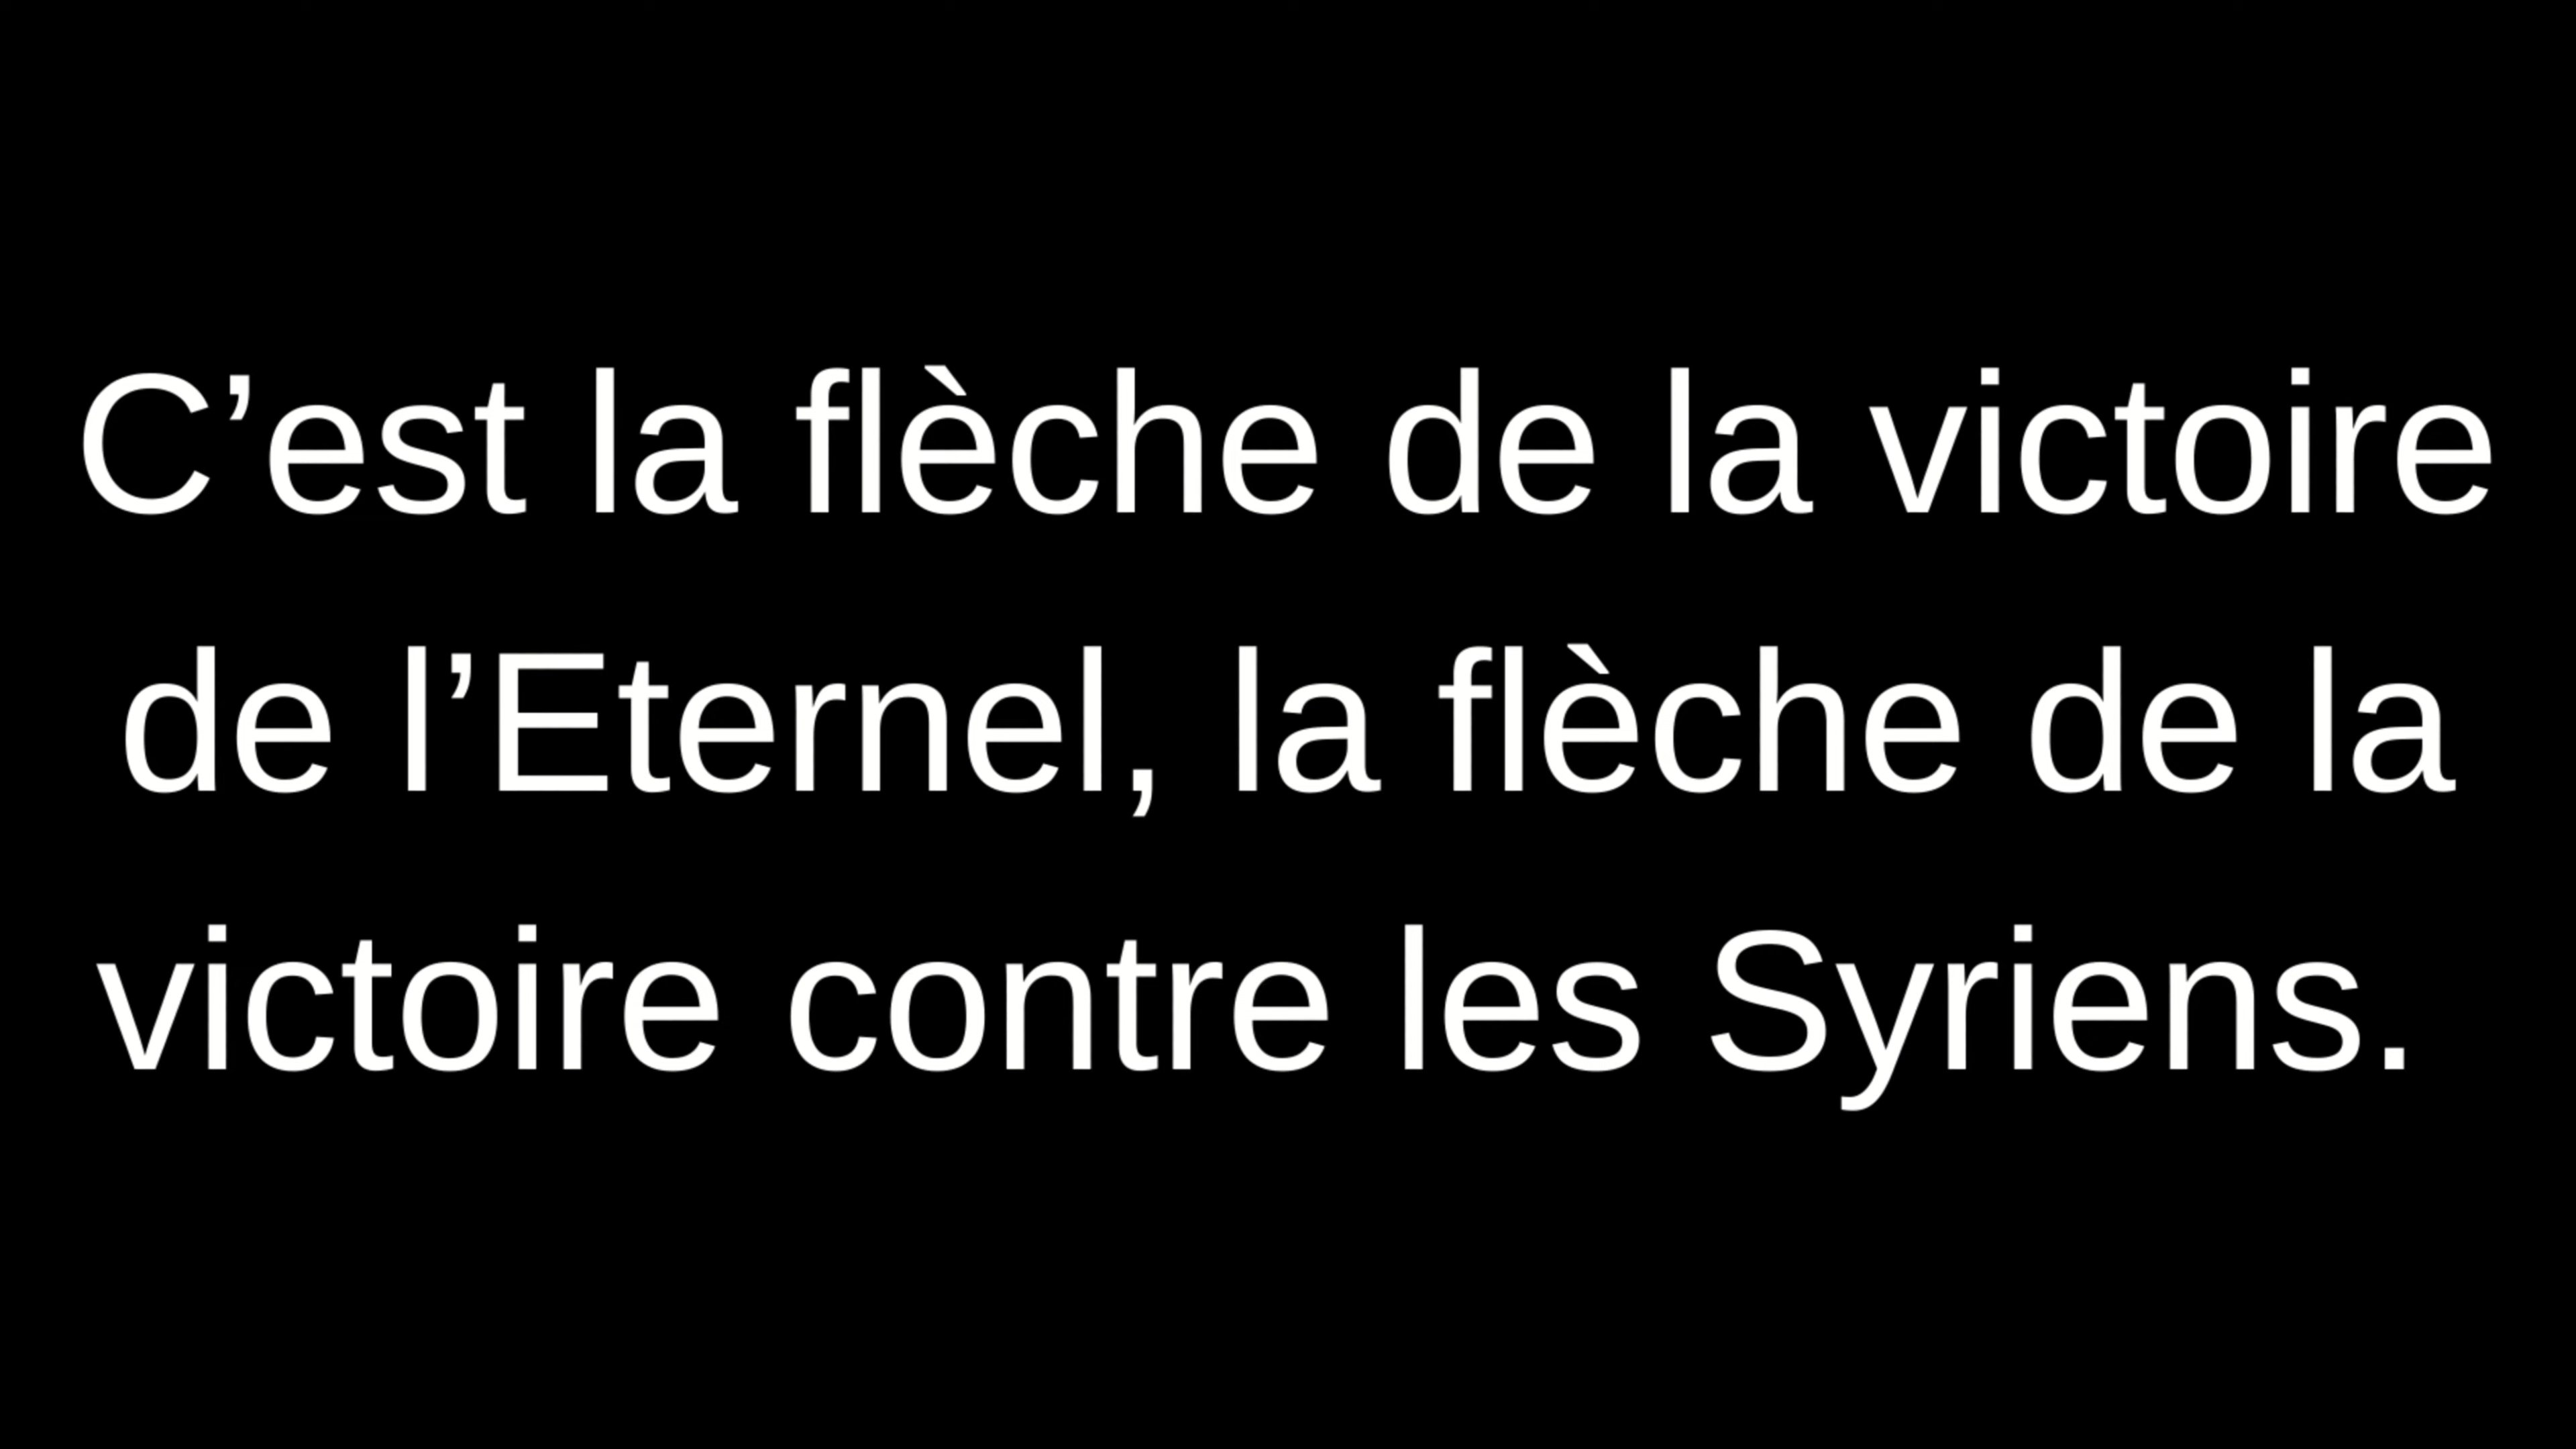 C’est la flèche de la victoire
de l’Eternel, la flèche de la
victoire contre les Syriens.